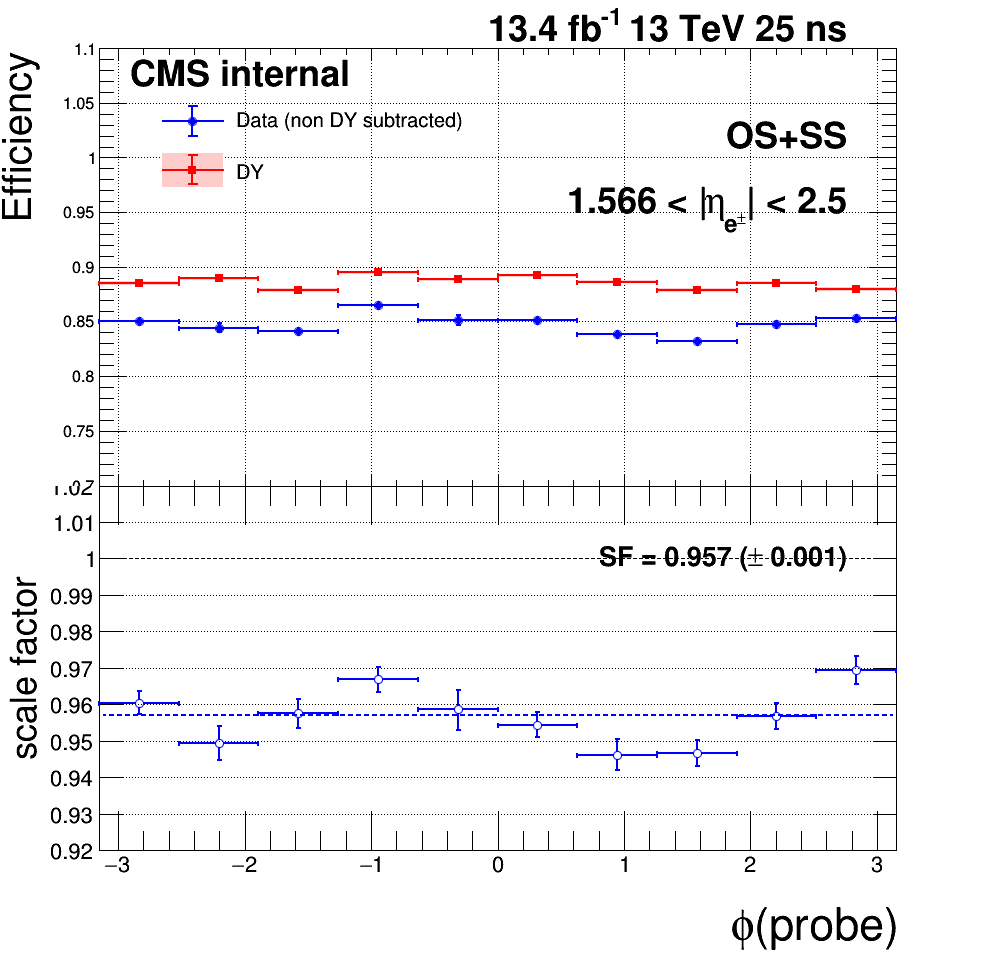 13.4 fb-1 13 TeV 25 ns
Efficiency
1.1
1.05
1
0.95
0.9
0.85
0.8
0.75
CMS internal
Data (non DY subtracted)
DY
OS+SS
1.566 < |ηe±| < 2.5
scale factor
1.02
1.01
1
0.99
0.98
0.97
0.96
0.95
0.94
0.93
0.92
SF = 0.957 (± 0.001)
−3 −2 −1 0 1 2 3
ϕ(probe)